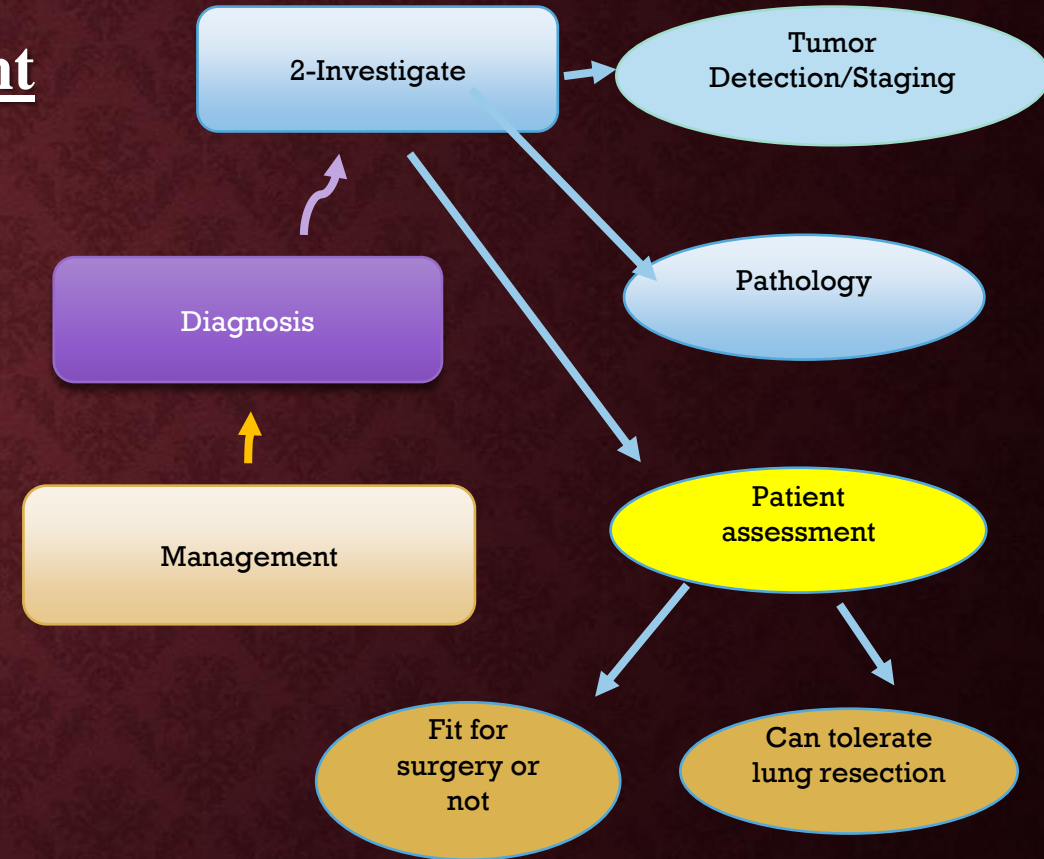 nt
2-Investigate
Tumor
Detection/Staging
Pathology
Diagnosis
Patient
assessment
Management
Fit for
surgery or
not
Can tolerate
lung resection